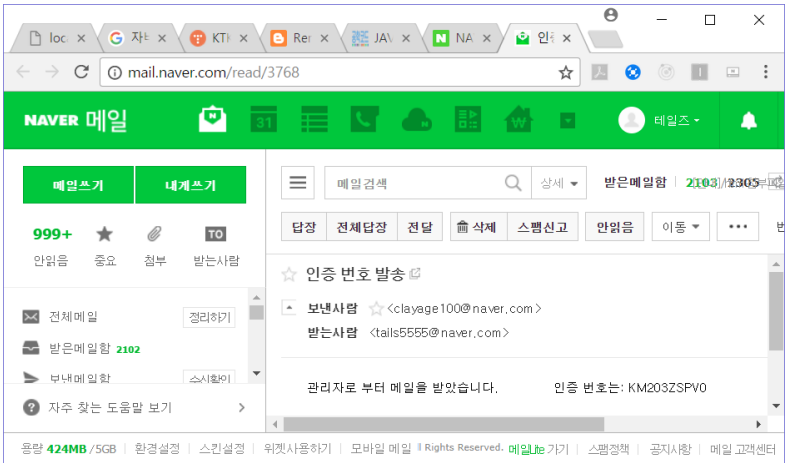 loc
자ㅂ
KTH
Rer
JAV
NA
인증
mail.naver.com/read/3768
NAVER 메일
31
테일즈
메일쓰기 내게쓰기
메일검색 상세 받은메일함 2103 2305
답장 전체답장 전달 삭제 스팸신고 안읽음 이동 •••
999+ TO
안읽음 중요 첨부 받는사람
인증 번호 발송
보낸사람 <clayage100@naver.com>
받는사람 <tails5555@naver.com>
전체메일 정리하기
받은메일함 2102
보낸메일함 수신확인
관리자로 부터 메일을 받았습니다. 인증 번호는: KM203ZSPV0
자주 찾는 도움말 보기
용량 424MB /5GB 환경설정 스킨설정 위젯사용하기 모바일 메일 Rights Reserved. 메일Lite 가기 스팸정책 공지사항 메일 고객센터